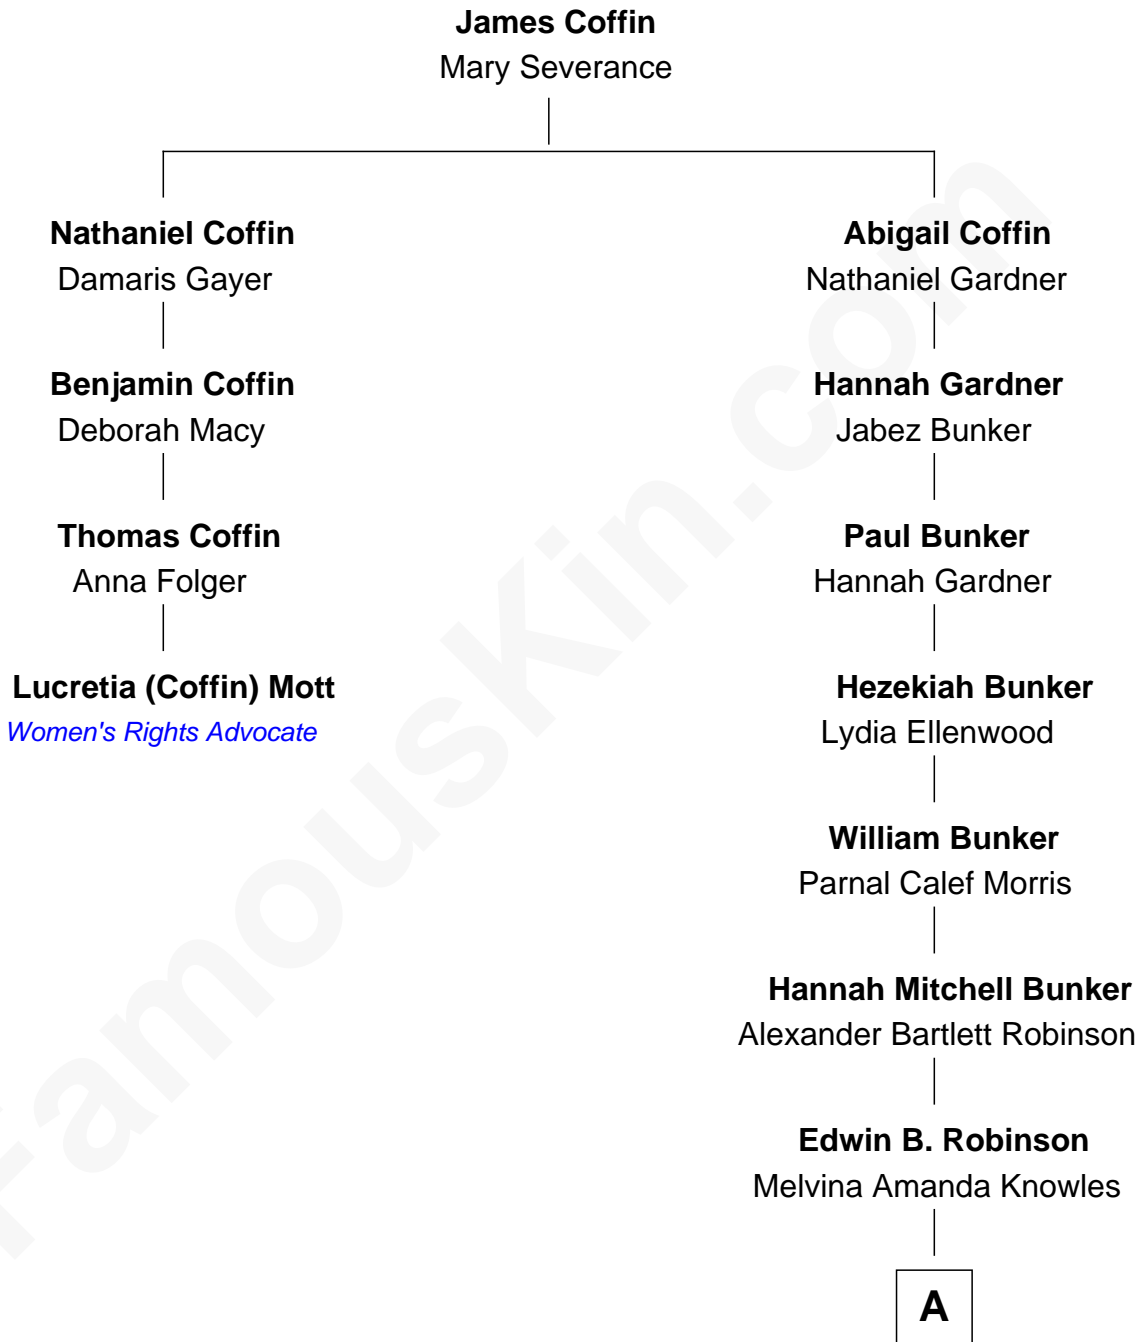 James Coffin
Mary Severance
Nathaniel Coffin
Damaris Gayer
Benjamin Coffin
Deborah Macy
Thomas Coffin
Anna Folger
Lucretia (Coffin) Mott
Women's Rights Advocate
Abigail Coffin
Nathaniel Gardner
Hannah Gardner
Jabez Bunker
Paul Bunker
Hannah Gardner
Hezekiah Bunker
Lydia Ellenwood
William Bunker
Parnal Calef Morris
Hannah Mitchell Bunker
Alexander Bartlett Robinson
Edwin B. Robinson
Melvina Amanda Knowles
A
FamousKin.com